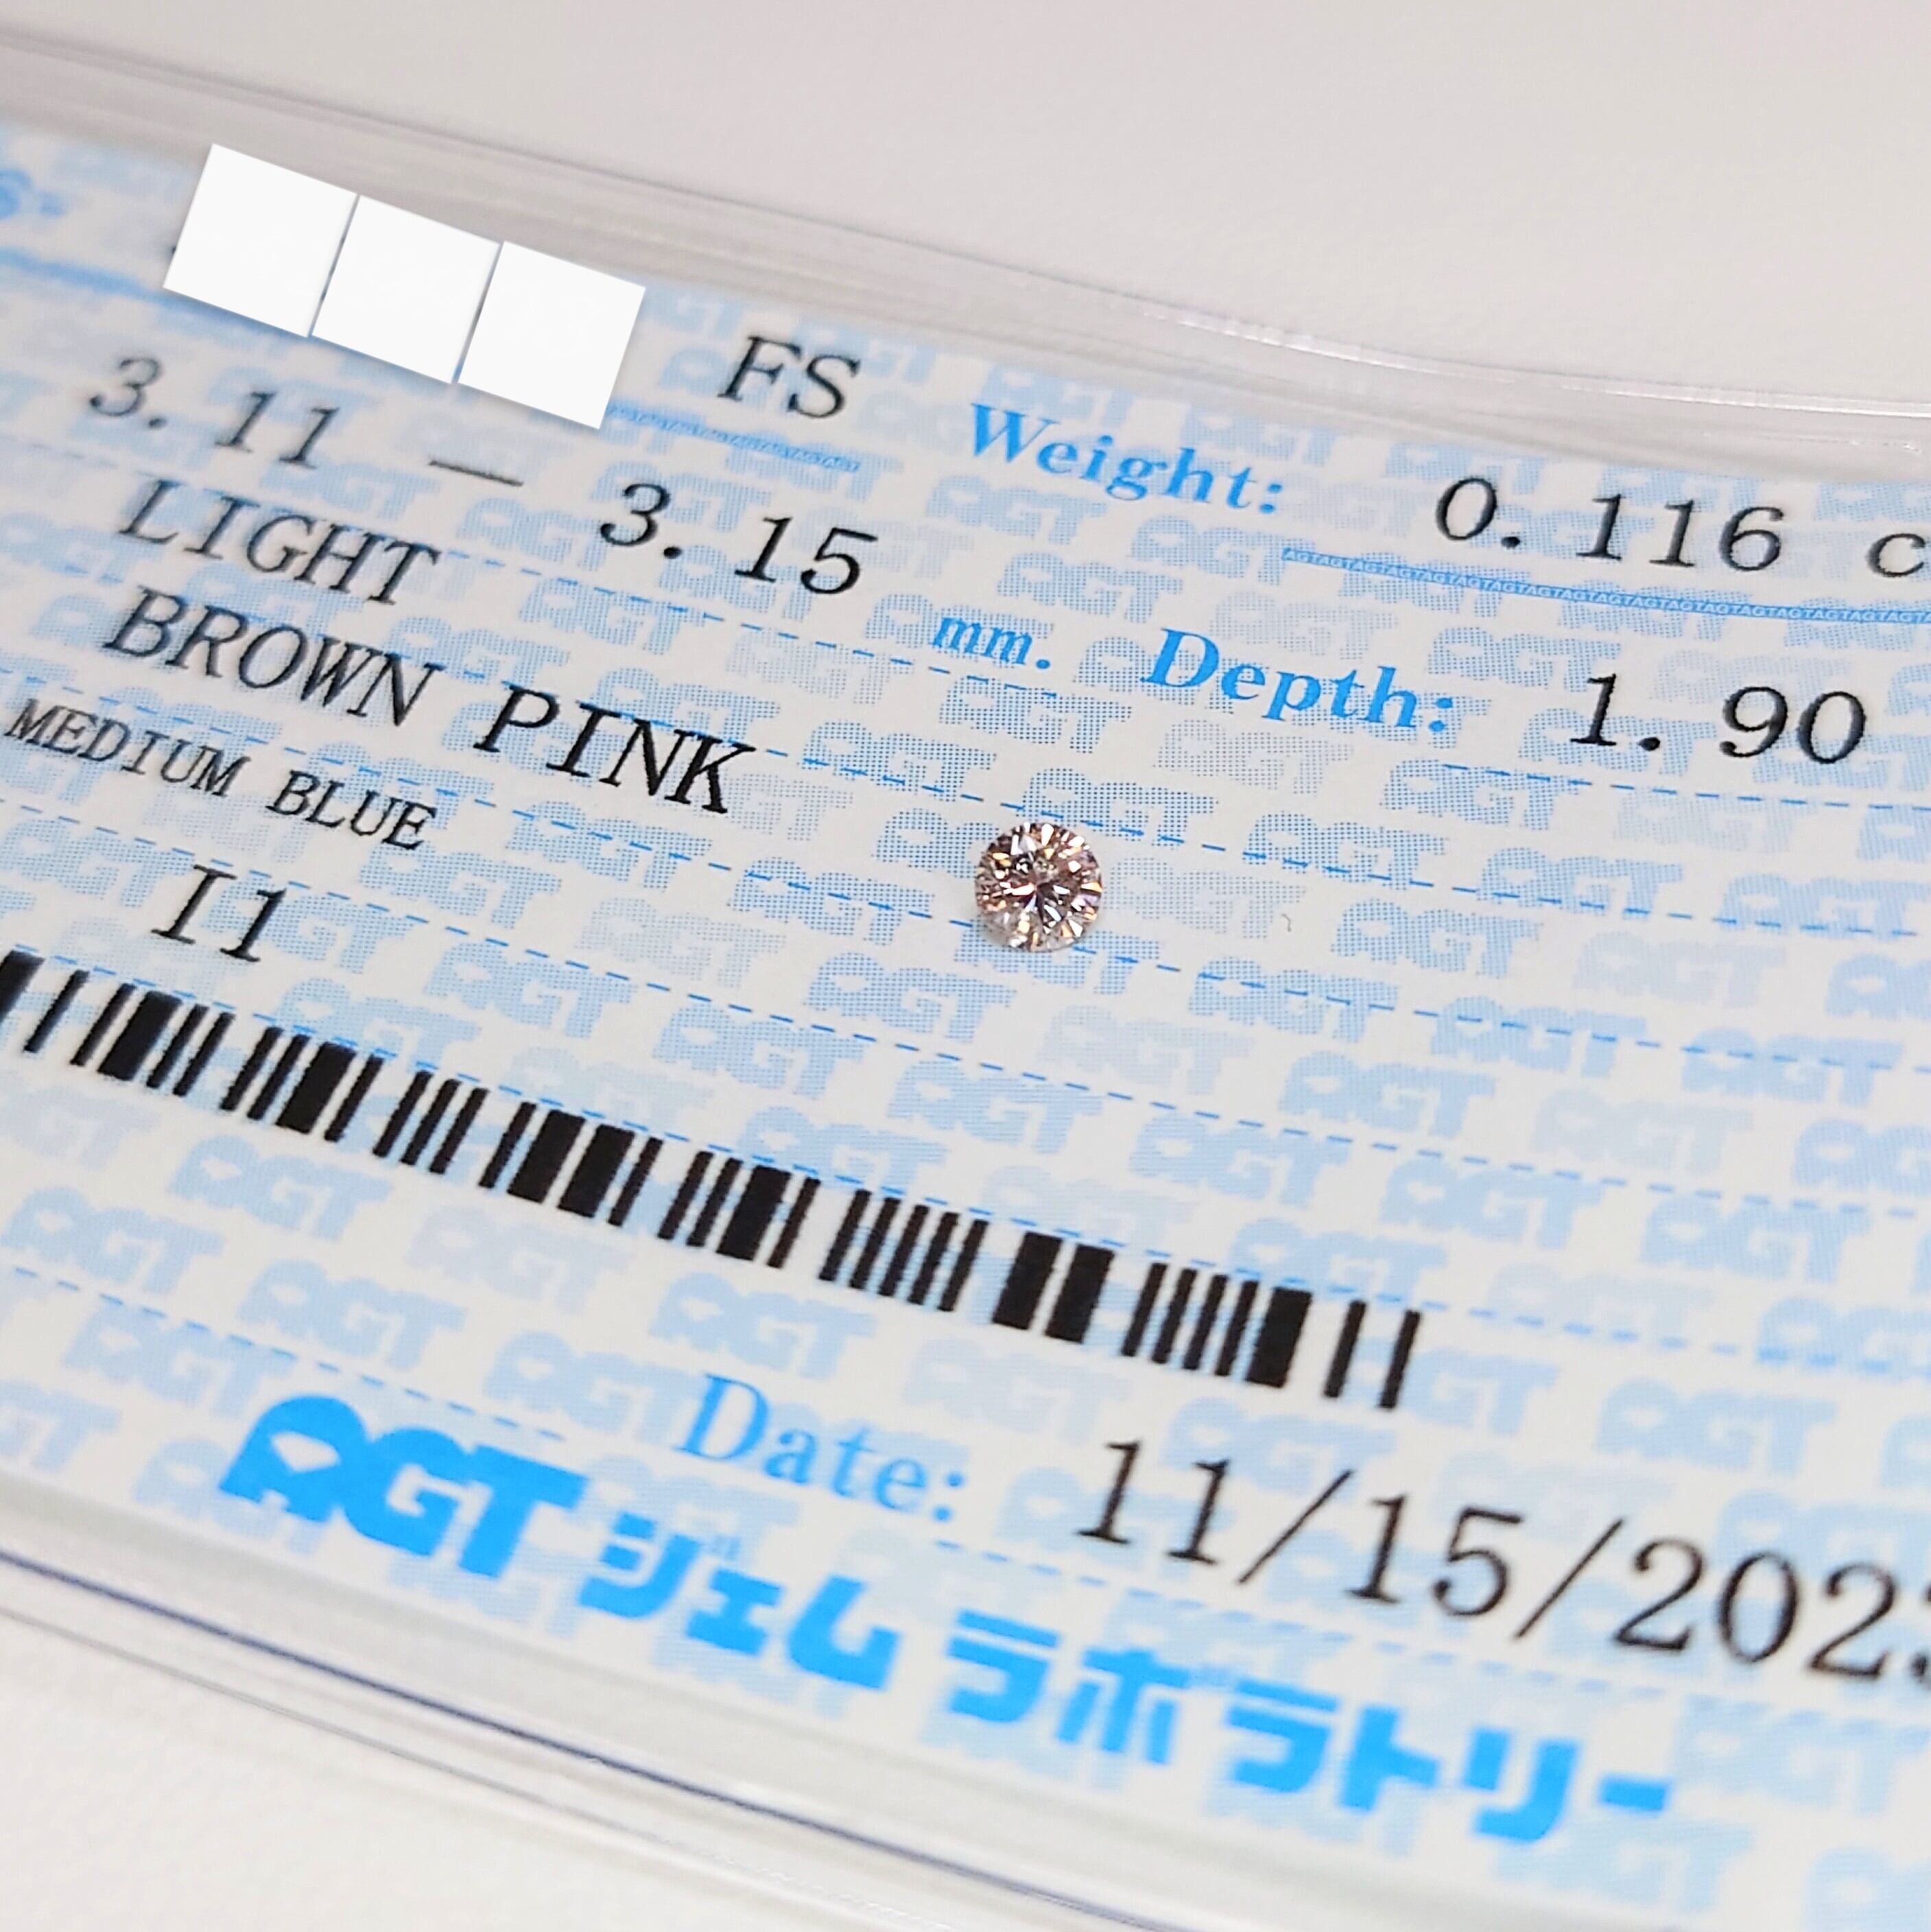 FS Weight: 0.116 c
3.11 — 3.15 mm. Depth: 1.90
LIGHT
BROWN PINK
MEDIUM BLUE
I1
Date: 11/15/202
AGT ジェム ラボラトリー